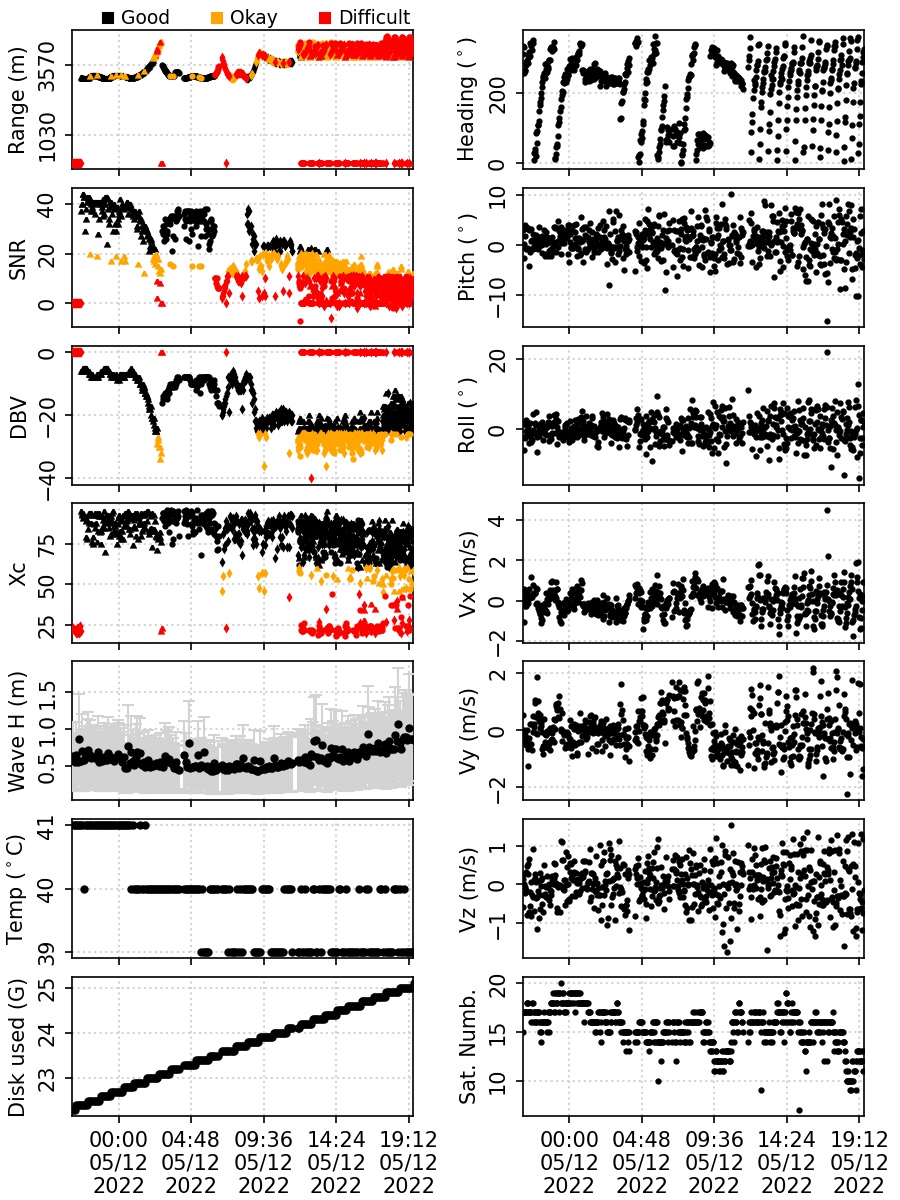 Good Okay Difficult
Range (m)
3570
1030
Heading (°)
200
0
SNR
40
20
0
Pitch (°)
10
0
−10
DBV
0
−20
−40
Roll (°)
20
0
Xc
75
50
25
Vx (m/s)
4
2
0
−2
Wave H (m)
1.5
1.0
0.5
Vy (m/s)
2
0
−2
Temp (°C)
41
40
39
Vz (m/s)
1
0
−1
Disk used (G)
25
24
23
Sat. Numb.
20
15
10
00:00 04:48 09:36 14:24 19:12
05/12 05/12 05/12 05/12 05/12
2022 2022 2022 2022 2022
00:00 04:48 09:36 14:24 19:12
05/12 05/12 05/12 05/12 05/12
2022 2022 2022 2022 2022